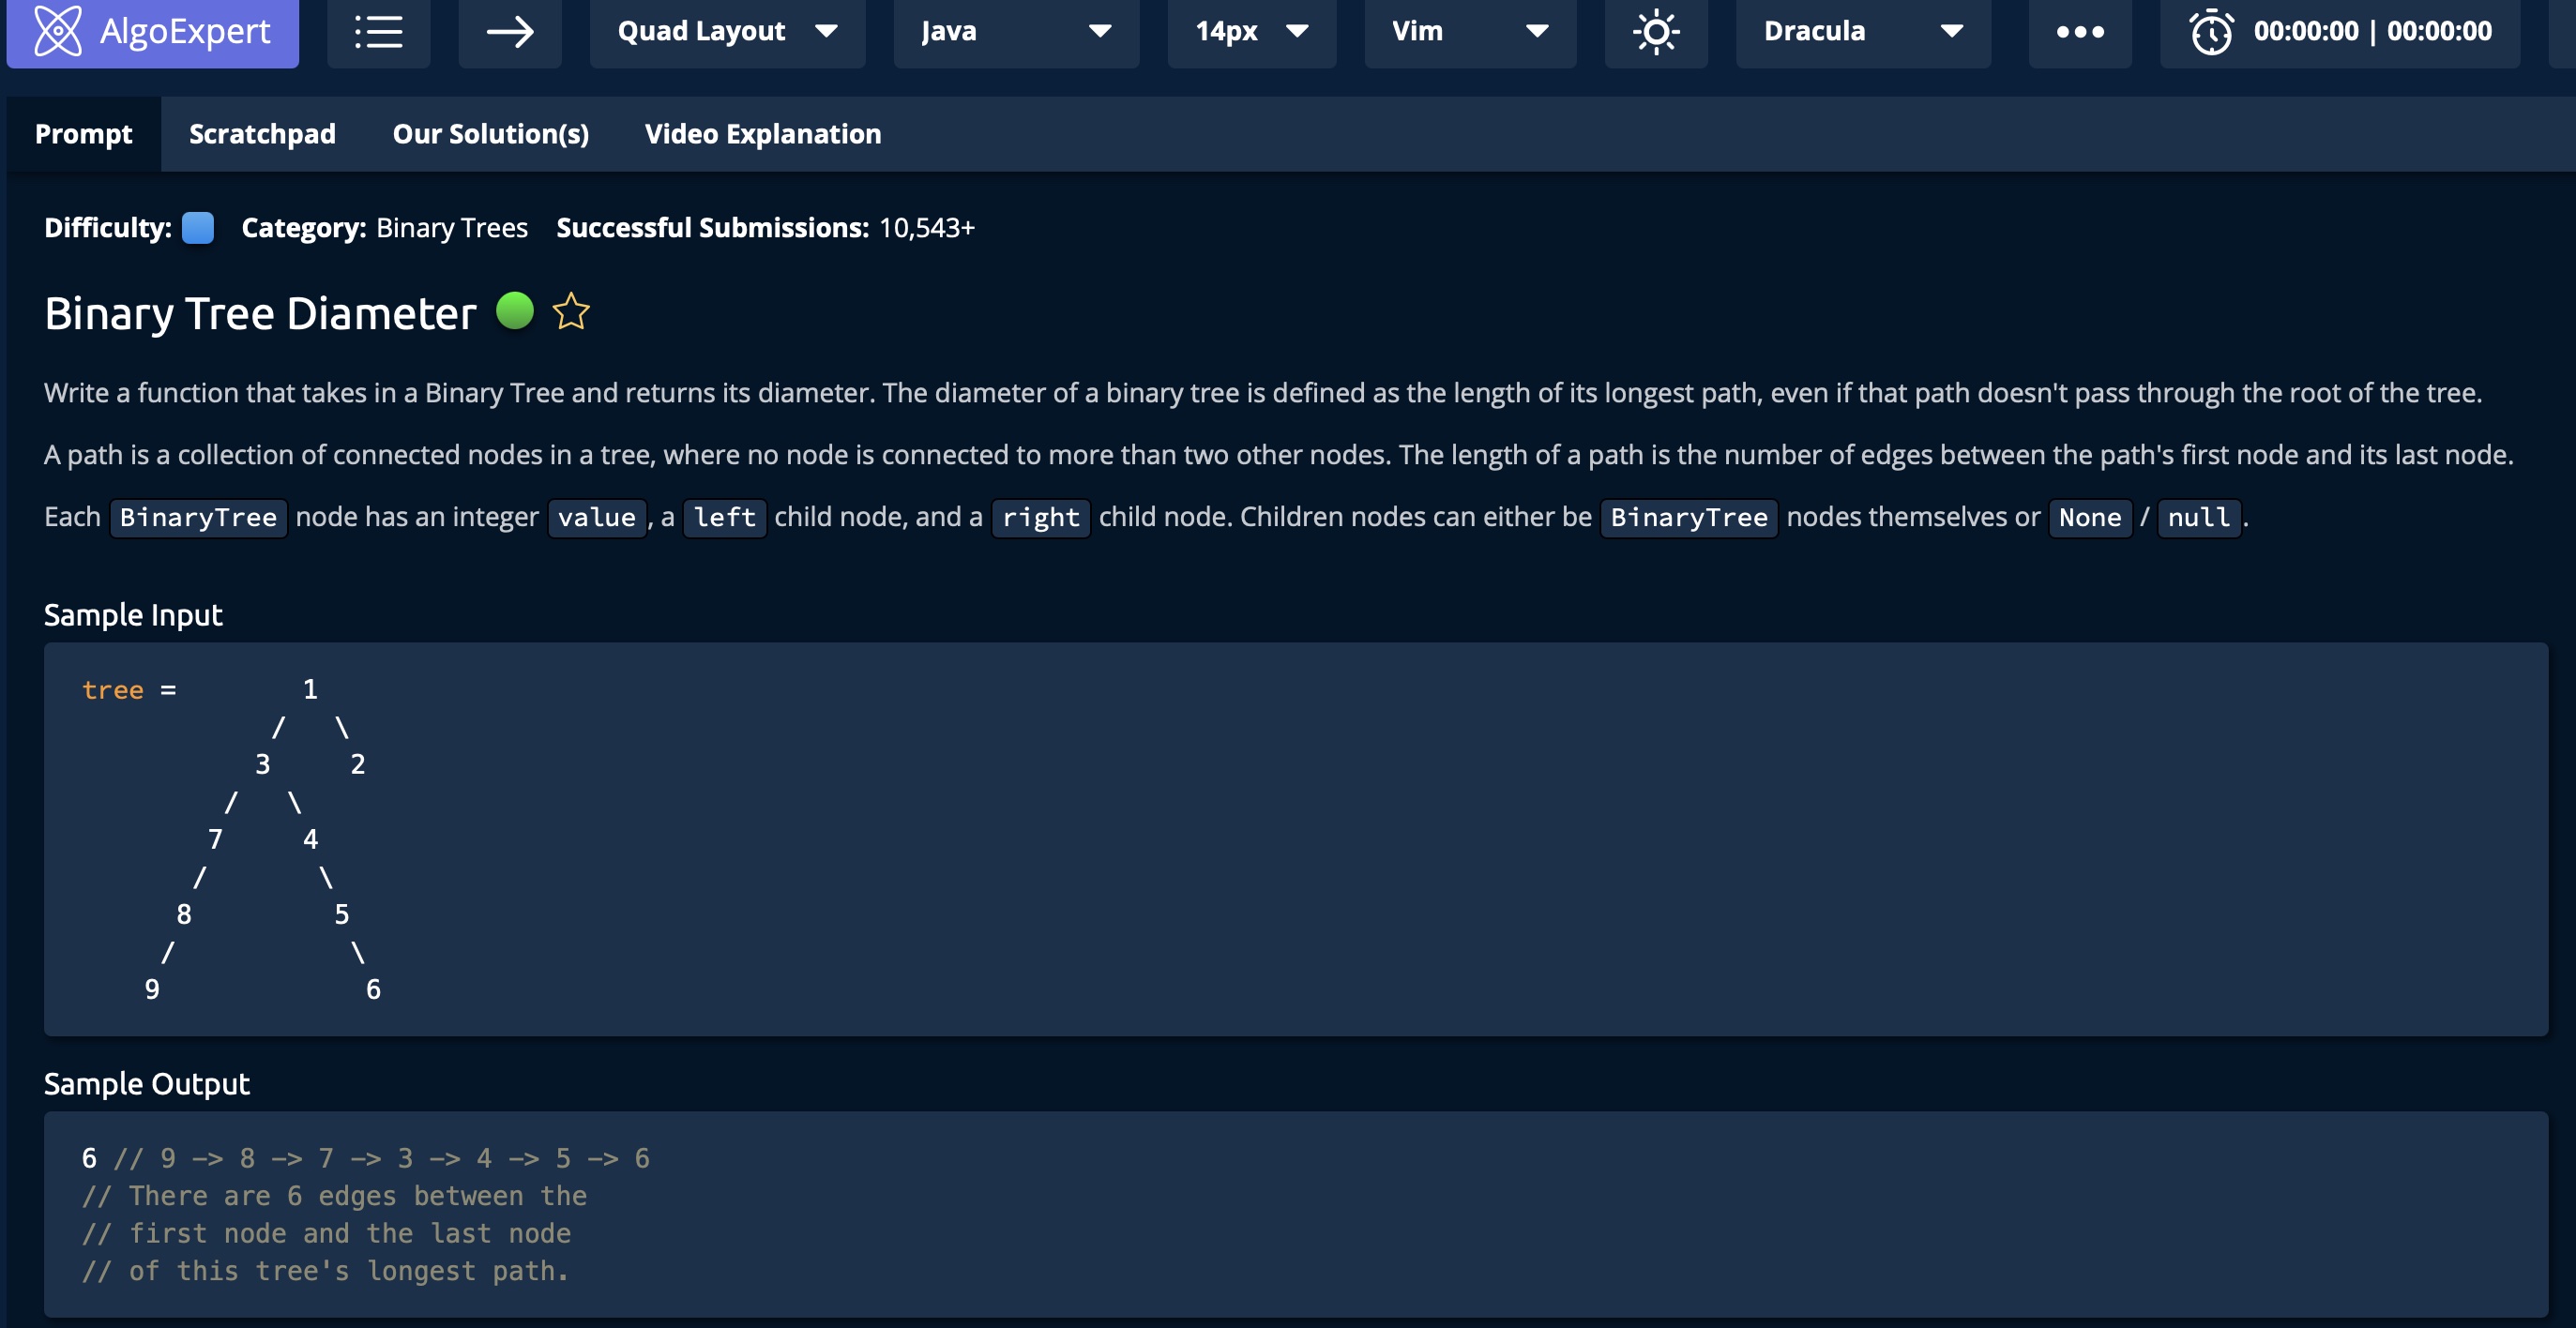 AlgoExpert Quad Layout Java 14px Vim Dracula 00:00:00 | 00:00:00
Prompt Scratchpad Our Solution(s) Video Explanation
Difficulty: Category: Binary Trees Successful Submissions: 10,543+
Binary Tree Diameter
Write a function that takes in a Binary Tree and returns its diameter. The diameter of a binary tree is defined as the length of its longest path, even if that path doesn't pass through the root of the tree.
A path is a collection of connected nodes in a tree, where no node is connected to more than two other nodes. The length of a path is the number of edges between the path's first node and its last node.
Each BinaryTree node has an integer value, a left child node, and a right child node. Children nodes can either be BinaryTree nodes themselves or None / null.
Sample Input
tree =        1
            /   \
           3     2
         /   \
        7     4
       /       \
      8         5
     /           \
    9             6
Sample Output
6 // 9 -> 8 -> 7 -> 3 -> 4 -> 5 -> 6
// There are 6 edges between the
// first node and the last node
// of this tree's longest path.